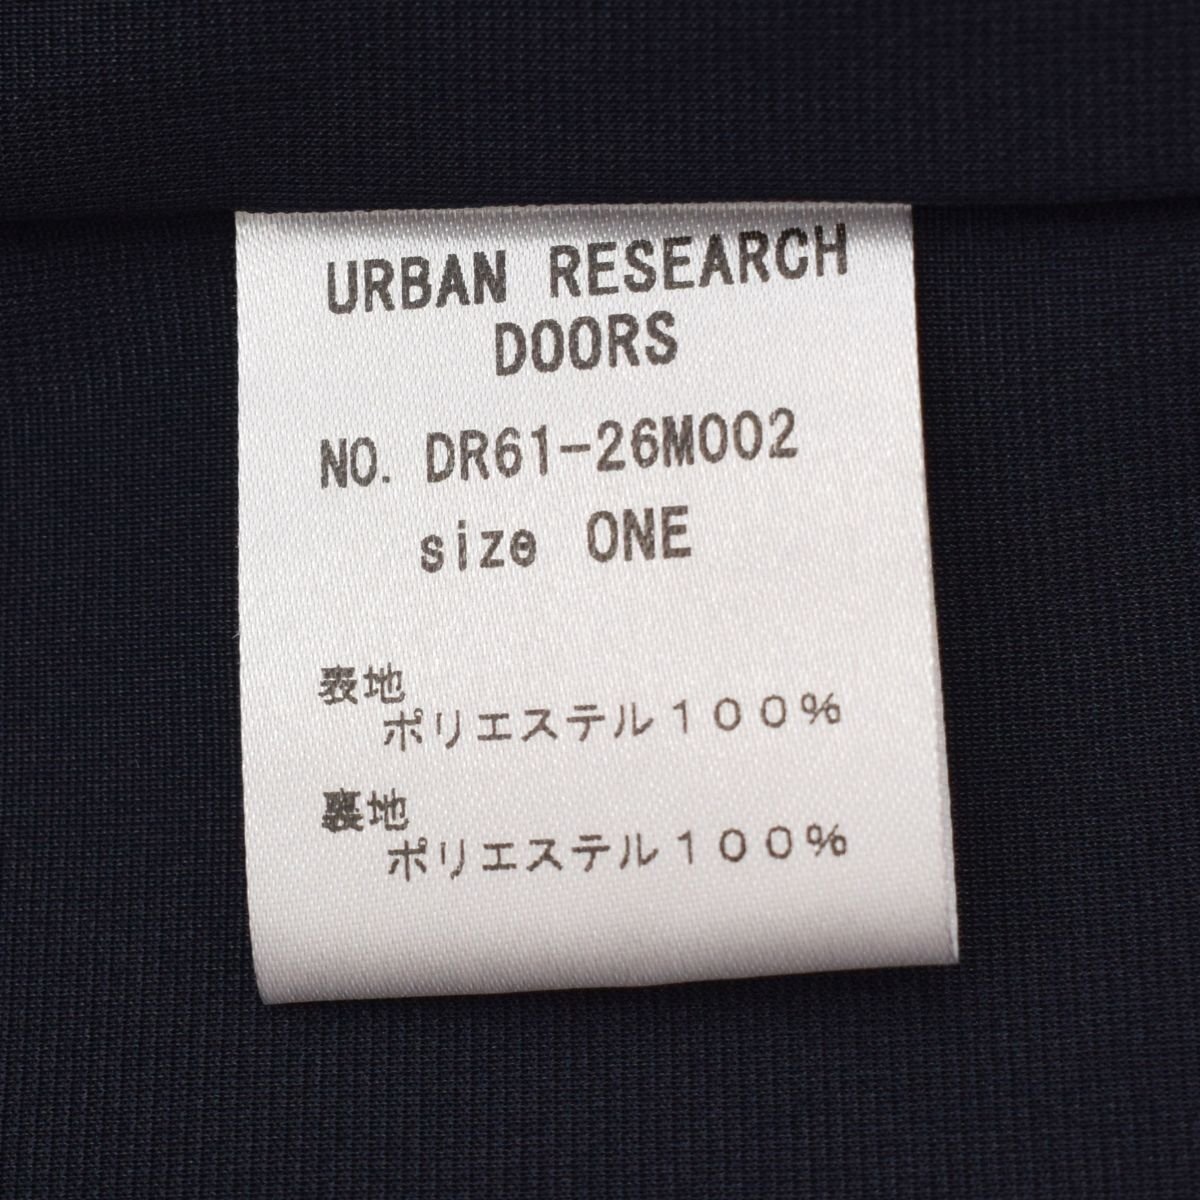 URBAN RESEARCH
DOORS
NO. DR61-26M002
size ONE
表地
ポリエステル１００％
裏地
ポリエステル１００％